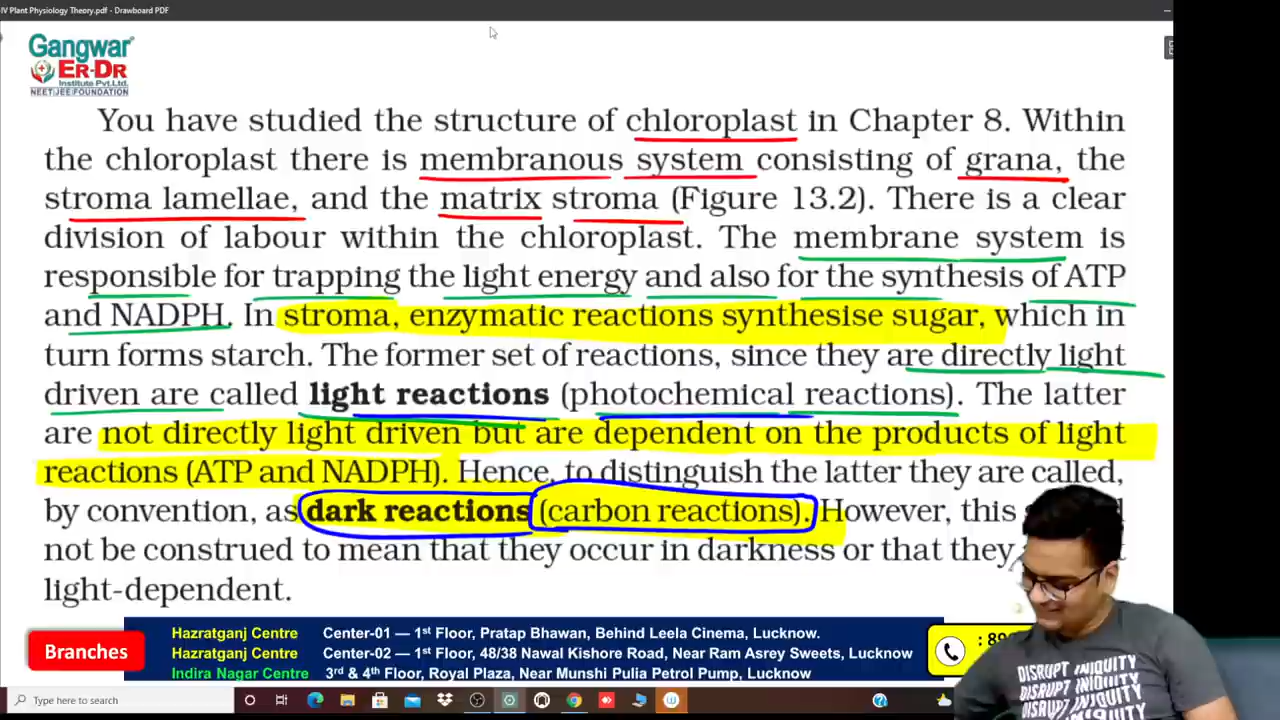 IV Plant Physiology Theory.pdf - Drawboard PDF
Gangwar
ER-DR
Institute Pvt.Ltd.
NEET|JEE|FOUNDATION
You have studied the structure of chloroplast in Chapter 8. Within
the chloroplast there is membranous system consisting of grana, the
stroma lamellae, and the matrix stroma (Figure 13.2). There is a clear
division of labour within the chloroplast. The membrane system is
responsible for trapping the light energy and also for the synthesis of ATP
and NADPH. In stroma, enzymatic reactions synthesise sugar, which in
turn forms starch. The former set of reactions, since they are directly light
driven are called light reactions (photochemical reactions). The latter
are not directly light driven but are dependent on the products of light
reactions (ATP and NADPH). Hence, to distinguish the latter they are called,
by convention, as dark reactions (carbon reactions). However, this
not be construed to mean that they occur in darkness or that they
light-dependent.
Branches
Hazratganj Centre Center-01 — 1st Floor, Pratap Bhawan, Behind Leela Cinema, Lucknow.
Hazratganj Centre Center-02 — 1st Floor, 48/38 Nawal Kishore Road, Near Ram Asrey Sweets, Lucknow
Indira Nagar Centre 3rd & 4th Floor, Royal Plaza, Near Munshi Pulia Petrol Pump, Lucknow
: 89
DISRUPT INIQUITY
DISRUPT INIQUITY
DISRUPT INIQUITY
Type here to search